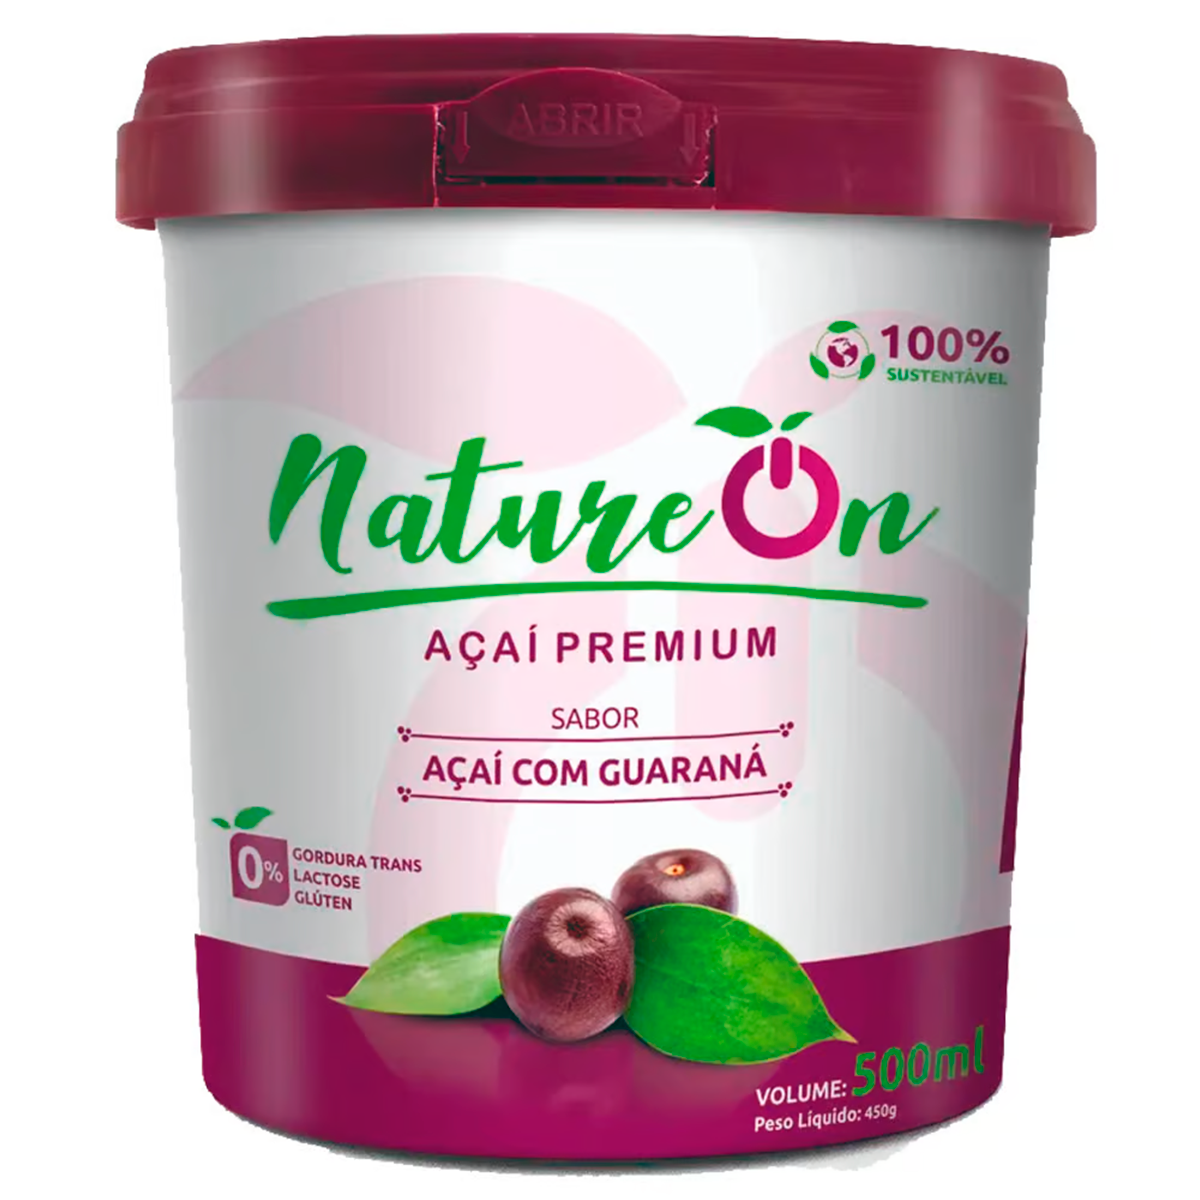 ABRIR
100%
SUSTENTÁVEL
NatureOn
AÇAÍ PREMIUM
SABOR
AÇAÍ COM GUARANÁ
0%
GORDURA TRANS
LACTOSE
GLÚTEN
VOLUME: 500ml
Peso Líquido: 450g